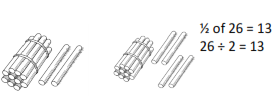 ½ of 26 = 13
26 ÷ 2 = 13